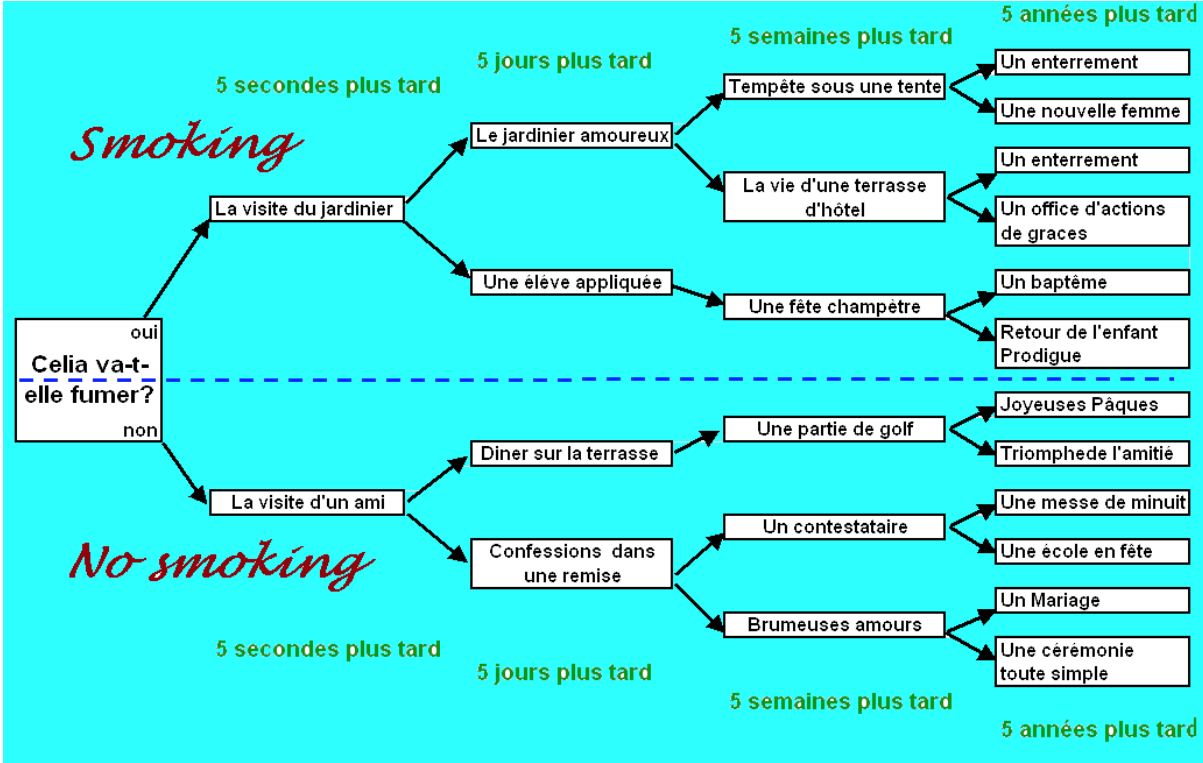 5 années plus tard
5 semaines plus tard
5 jours plus tard
5 secondes plus tard
Smoking
Un enterrement
Tempête sous une tente
Une nouvelle femme
Le jardinier amoureux
Un enterrement
La vie d'une terrasse
d'hôtel
La visite du jardinier
Un office d'actions
de graces
Une élève appliquée
Un baptême
Une fête champètre
Retour de l'enfant
Prodigue
oui
Celia va-t-
elle fumer?
non
Joyeuses Pâques
Une partie de golf
Diner sur la terrasse
Triomphede l'amitié
La visite d'un ami
Une messe de minuit
Un contestataire
Une école en fête
Confessions dans
une remise
No smoking
Un Mariage
Brumeuses amours
Une cérémonie
toute simple
5 secondes plus tard
5 jours plus tard
5 semaines plus tard
5 années plus tard